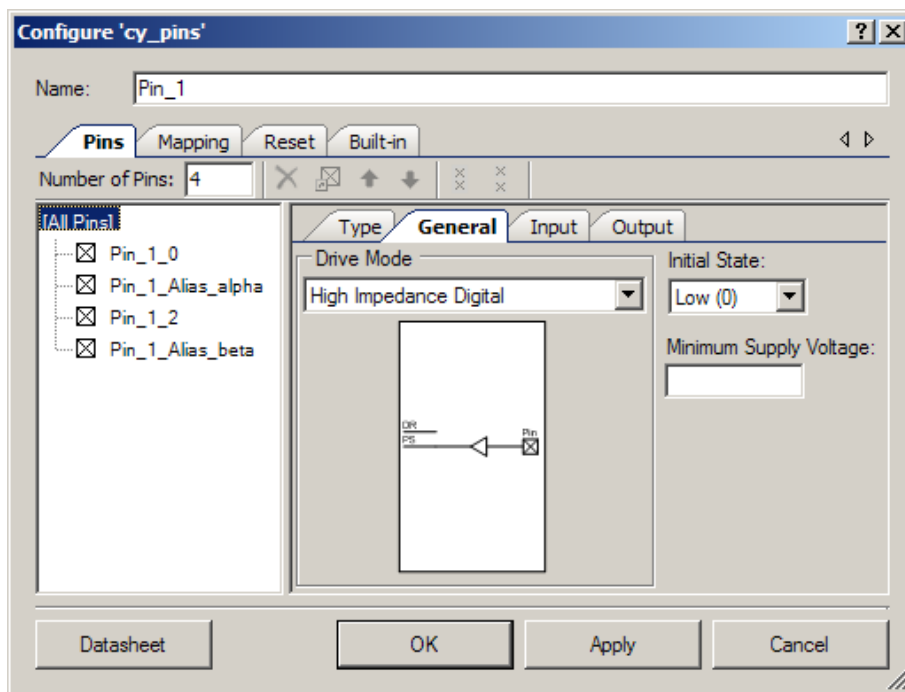 Configure 'cy_pins'
Name: Pin_1
Pins Mapping Reset Built-in
Number of Pins: 4
[All Pins]
Pin_1_0
Pin_1_Alias_alpha
Pin_1_2
Pin_1_Alias_beta
Type General Input Output
Drive Mode
High Impedance Digital
DR
PS
Pin
Initial State:
Low (0)
Minimum Supply Voltage:
Datasheet OK Apply Cancel